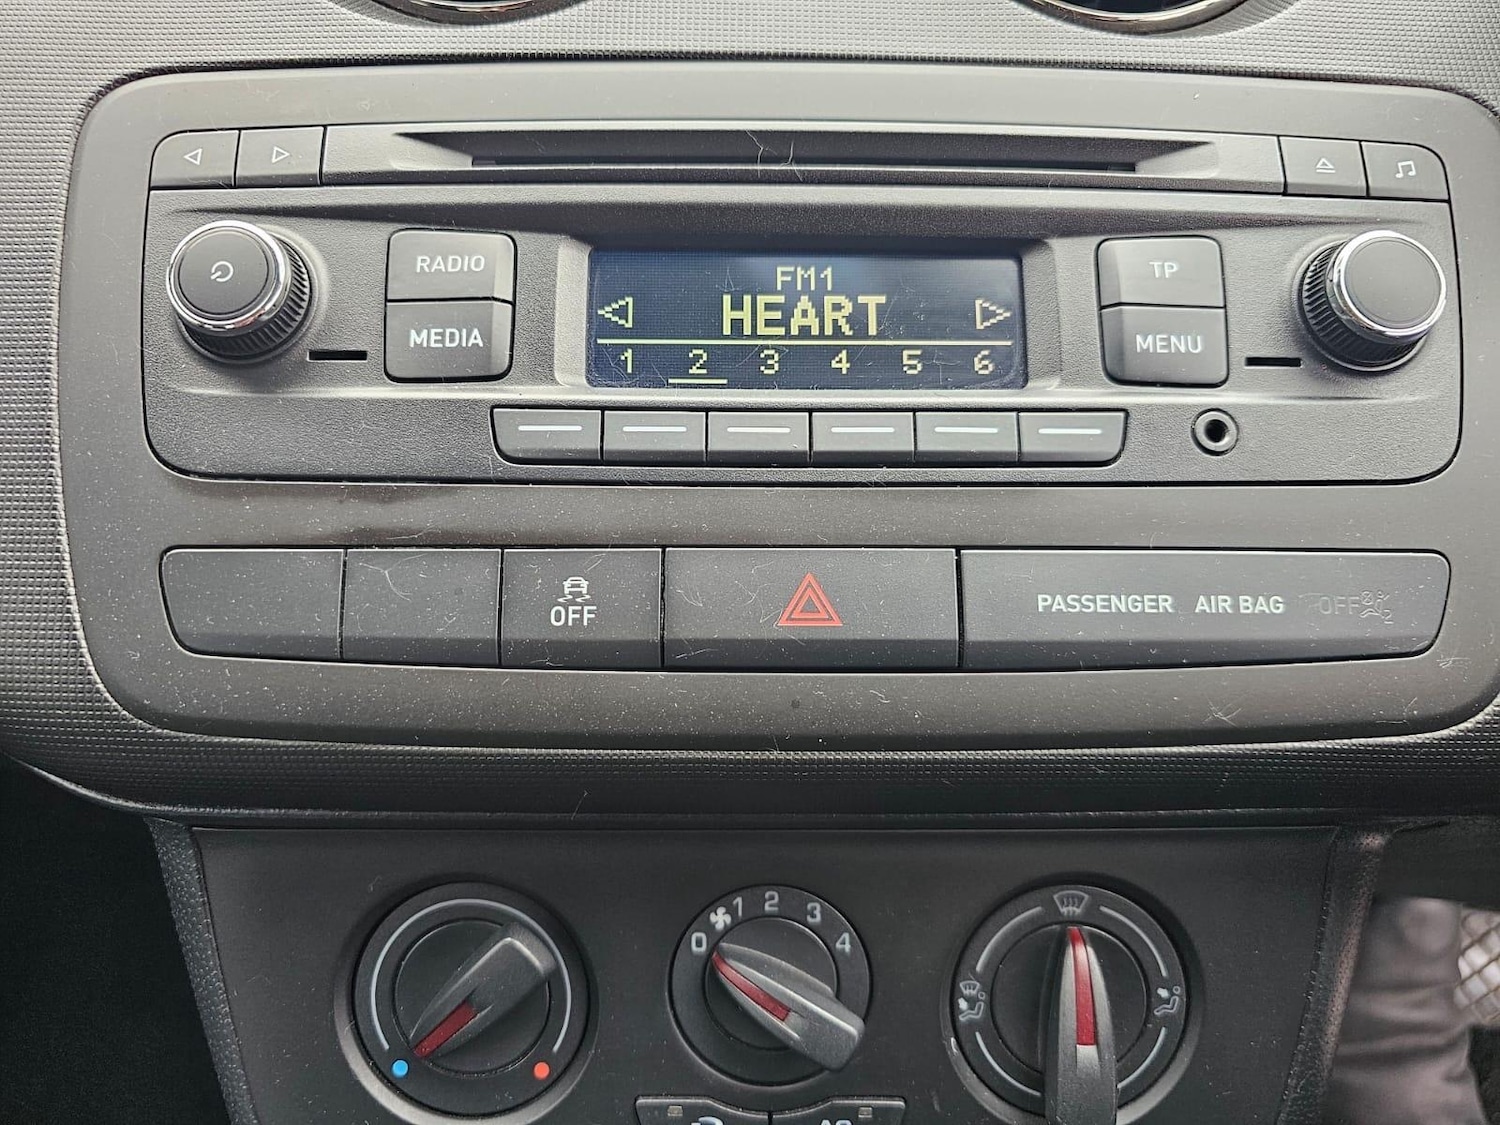 FM1
RADIO
HEART
TP
MEDIA
MENU
1 2 3 4 5 6
OFF
PASSENGER AIR BAG OFF
0 1 2 3 4